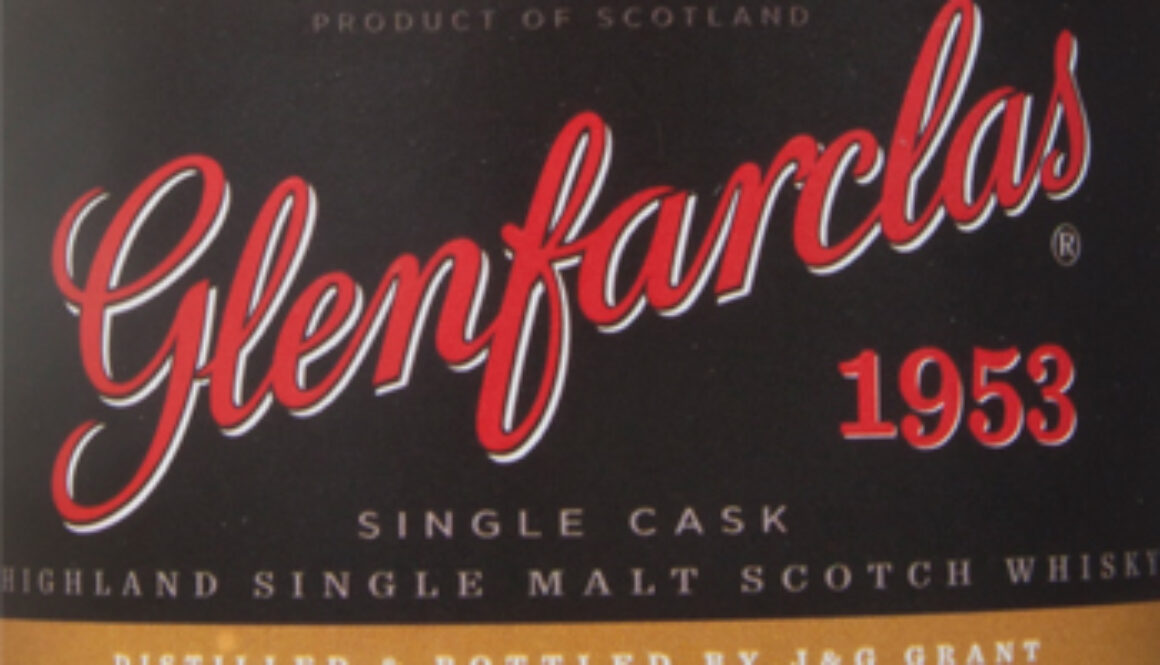 PRODUCT OF SCOTLAND
Glenfarclas ®
1953
SINGLE CASK
HIGHLAND SINGLE MALT SCOTCH WHISKY
DISTILLED & BOTTLED BY J&G GRANT